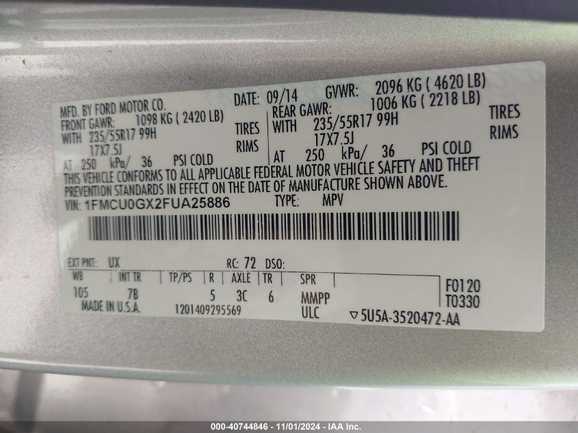 MFD. BY FORD MOTOR CO.
DATE: 09/14 GVWR: 2096 KG ( 4620 LB)
FRONT GAWR: 1098 KG ( 2420 LB) REAR GAWR: 1006 KG ( 2218 LB)
WITH 235/55R17 99H TIRES WITH 235/55R17 99H TIRES
17X7.5J RIMS 17X7.5J RIMS
AT 250 kPa/ 36 PSI COLD AT 250 kPa/ 36 PSI COLD
THIS VEHICLE CONFORMS TO ALL APPLICABLE FEDERAL MOTOR VEHICLE SAFETY AND THEFT
PREVENTION STANDARDS IN EFFECT ON THE DATE OF MANUFACTURE SHOWN ABOVE.
VIN: 1FMCU0GX2FUA25886 TYPE: MPV
EXT PNT: UX RC: 72 DSO:
WB INT TR TP/PS R AXLE TR SPR
105 7B 5 3C 6 MMPP
F0120
T0330
MADE IN U.S.A. 1201409295569 ULC ▽5U5A-3520472-AA
000-40744846 - 11/01/2024 - IAA Inc.